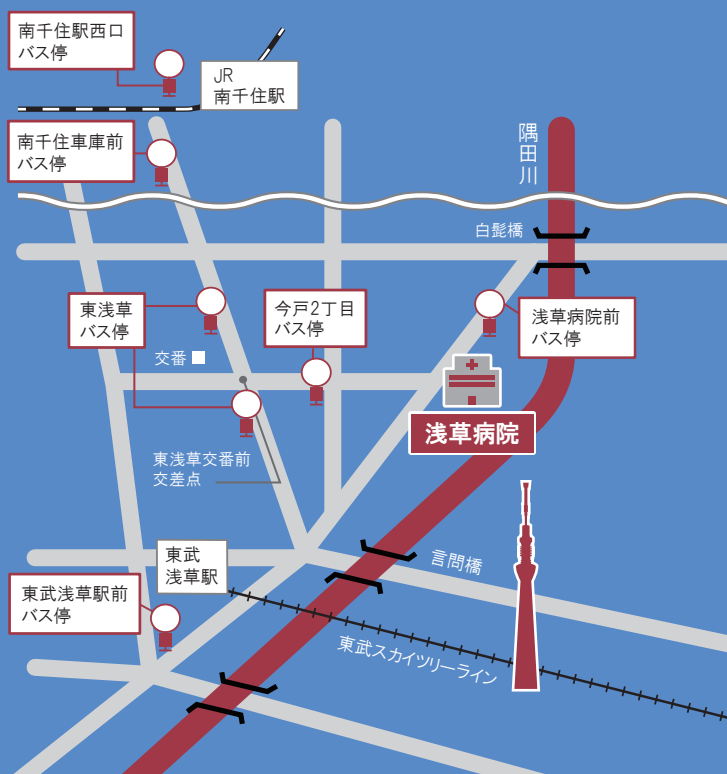 南千住駅西口
バス停
JR
南千住駅
南千住車庫前
バス停
隅田川
白髭橋
東浅草
バス停
今戸2丁目
バス停
浅草病院前
バス停
交番
浅草病院
東浅草交番前
交差点
東武
浅草駅
言問橋
東武浅草駅前
バス停
東武スカイツリーライン